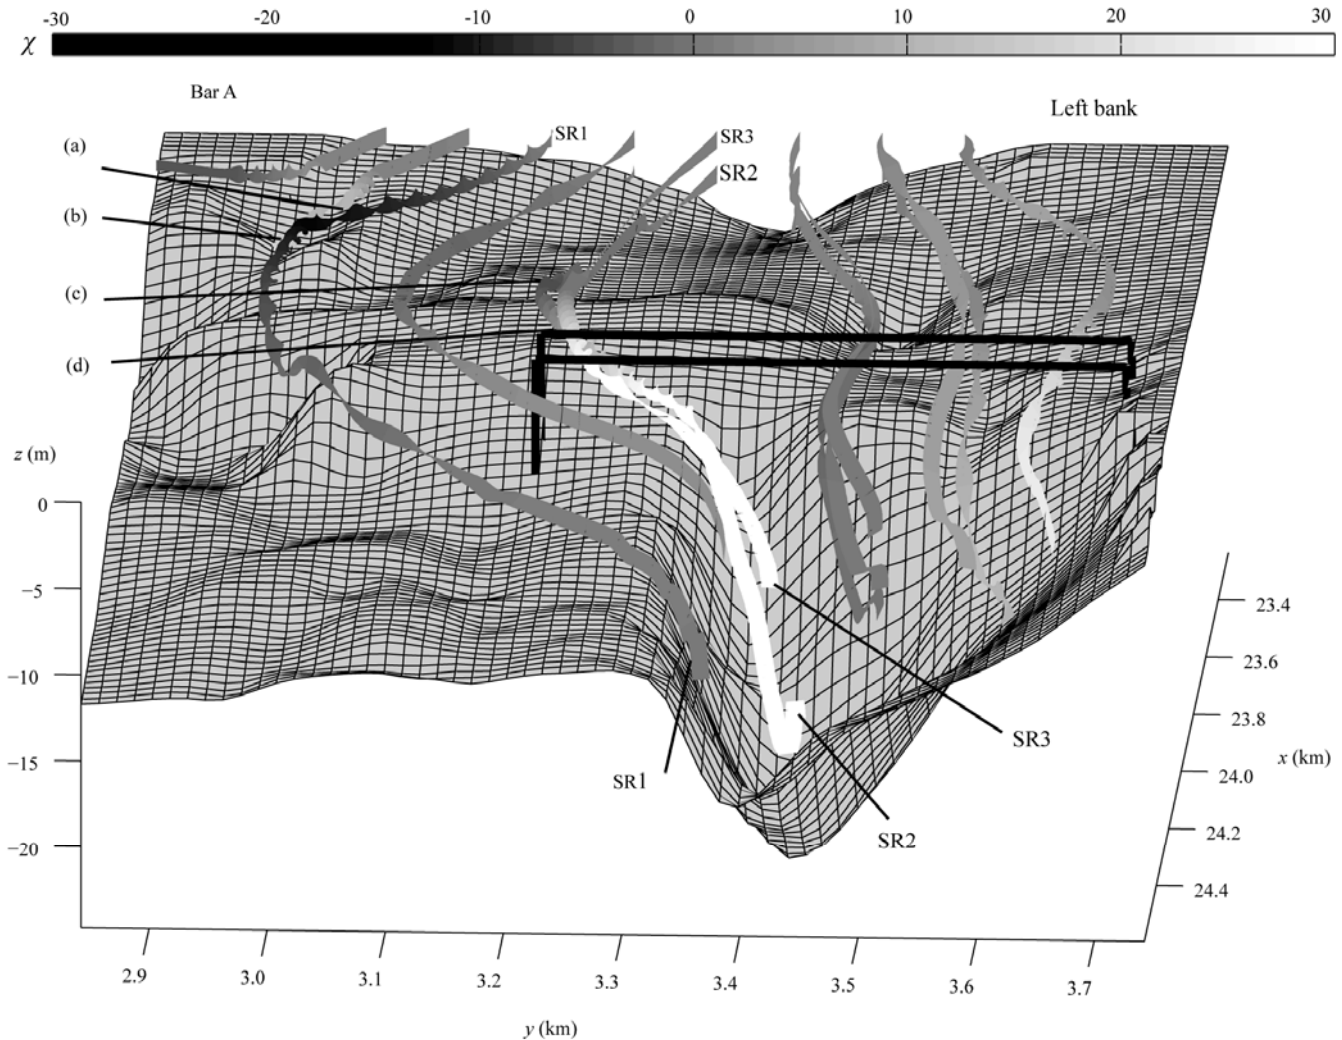 -30 -20 -10 0 10 20 30
χ
Bar A
Left bank
(a)
SR1
SR3
SR2
(b)
(c)
(d)
z (m)
0
−5
−10
−15
−20
23.4
23.6
23.8
24.0
24.2
24.4
x (km)
SR3
SR1
SR2
2.9 3.0 3.1 3.2 3.3 3.4 3.5 3.6 3.7
y (km)